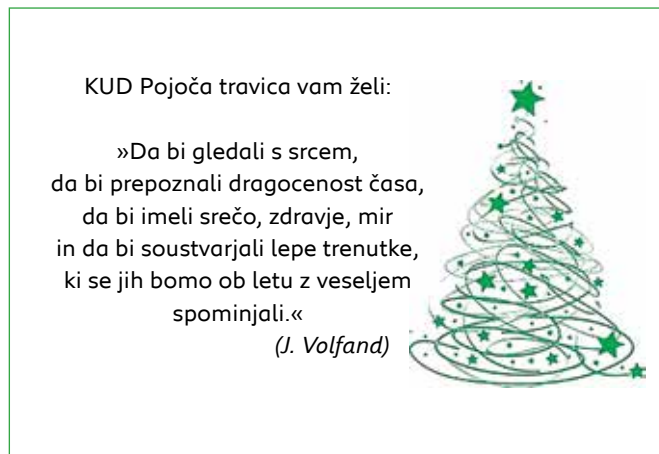 KUD Pojoča travica vam želi:
»Da bi gledali s srcem,
da bi prepoznali dragocenost časa,
da bi imeli srečo, zdravje, mir
in da bi soustvarjali lepe trenutke,
ki se jih bomo ob letu z veseljem
spominjali.«
(J. Volfand)